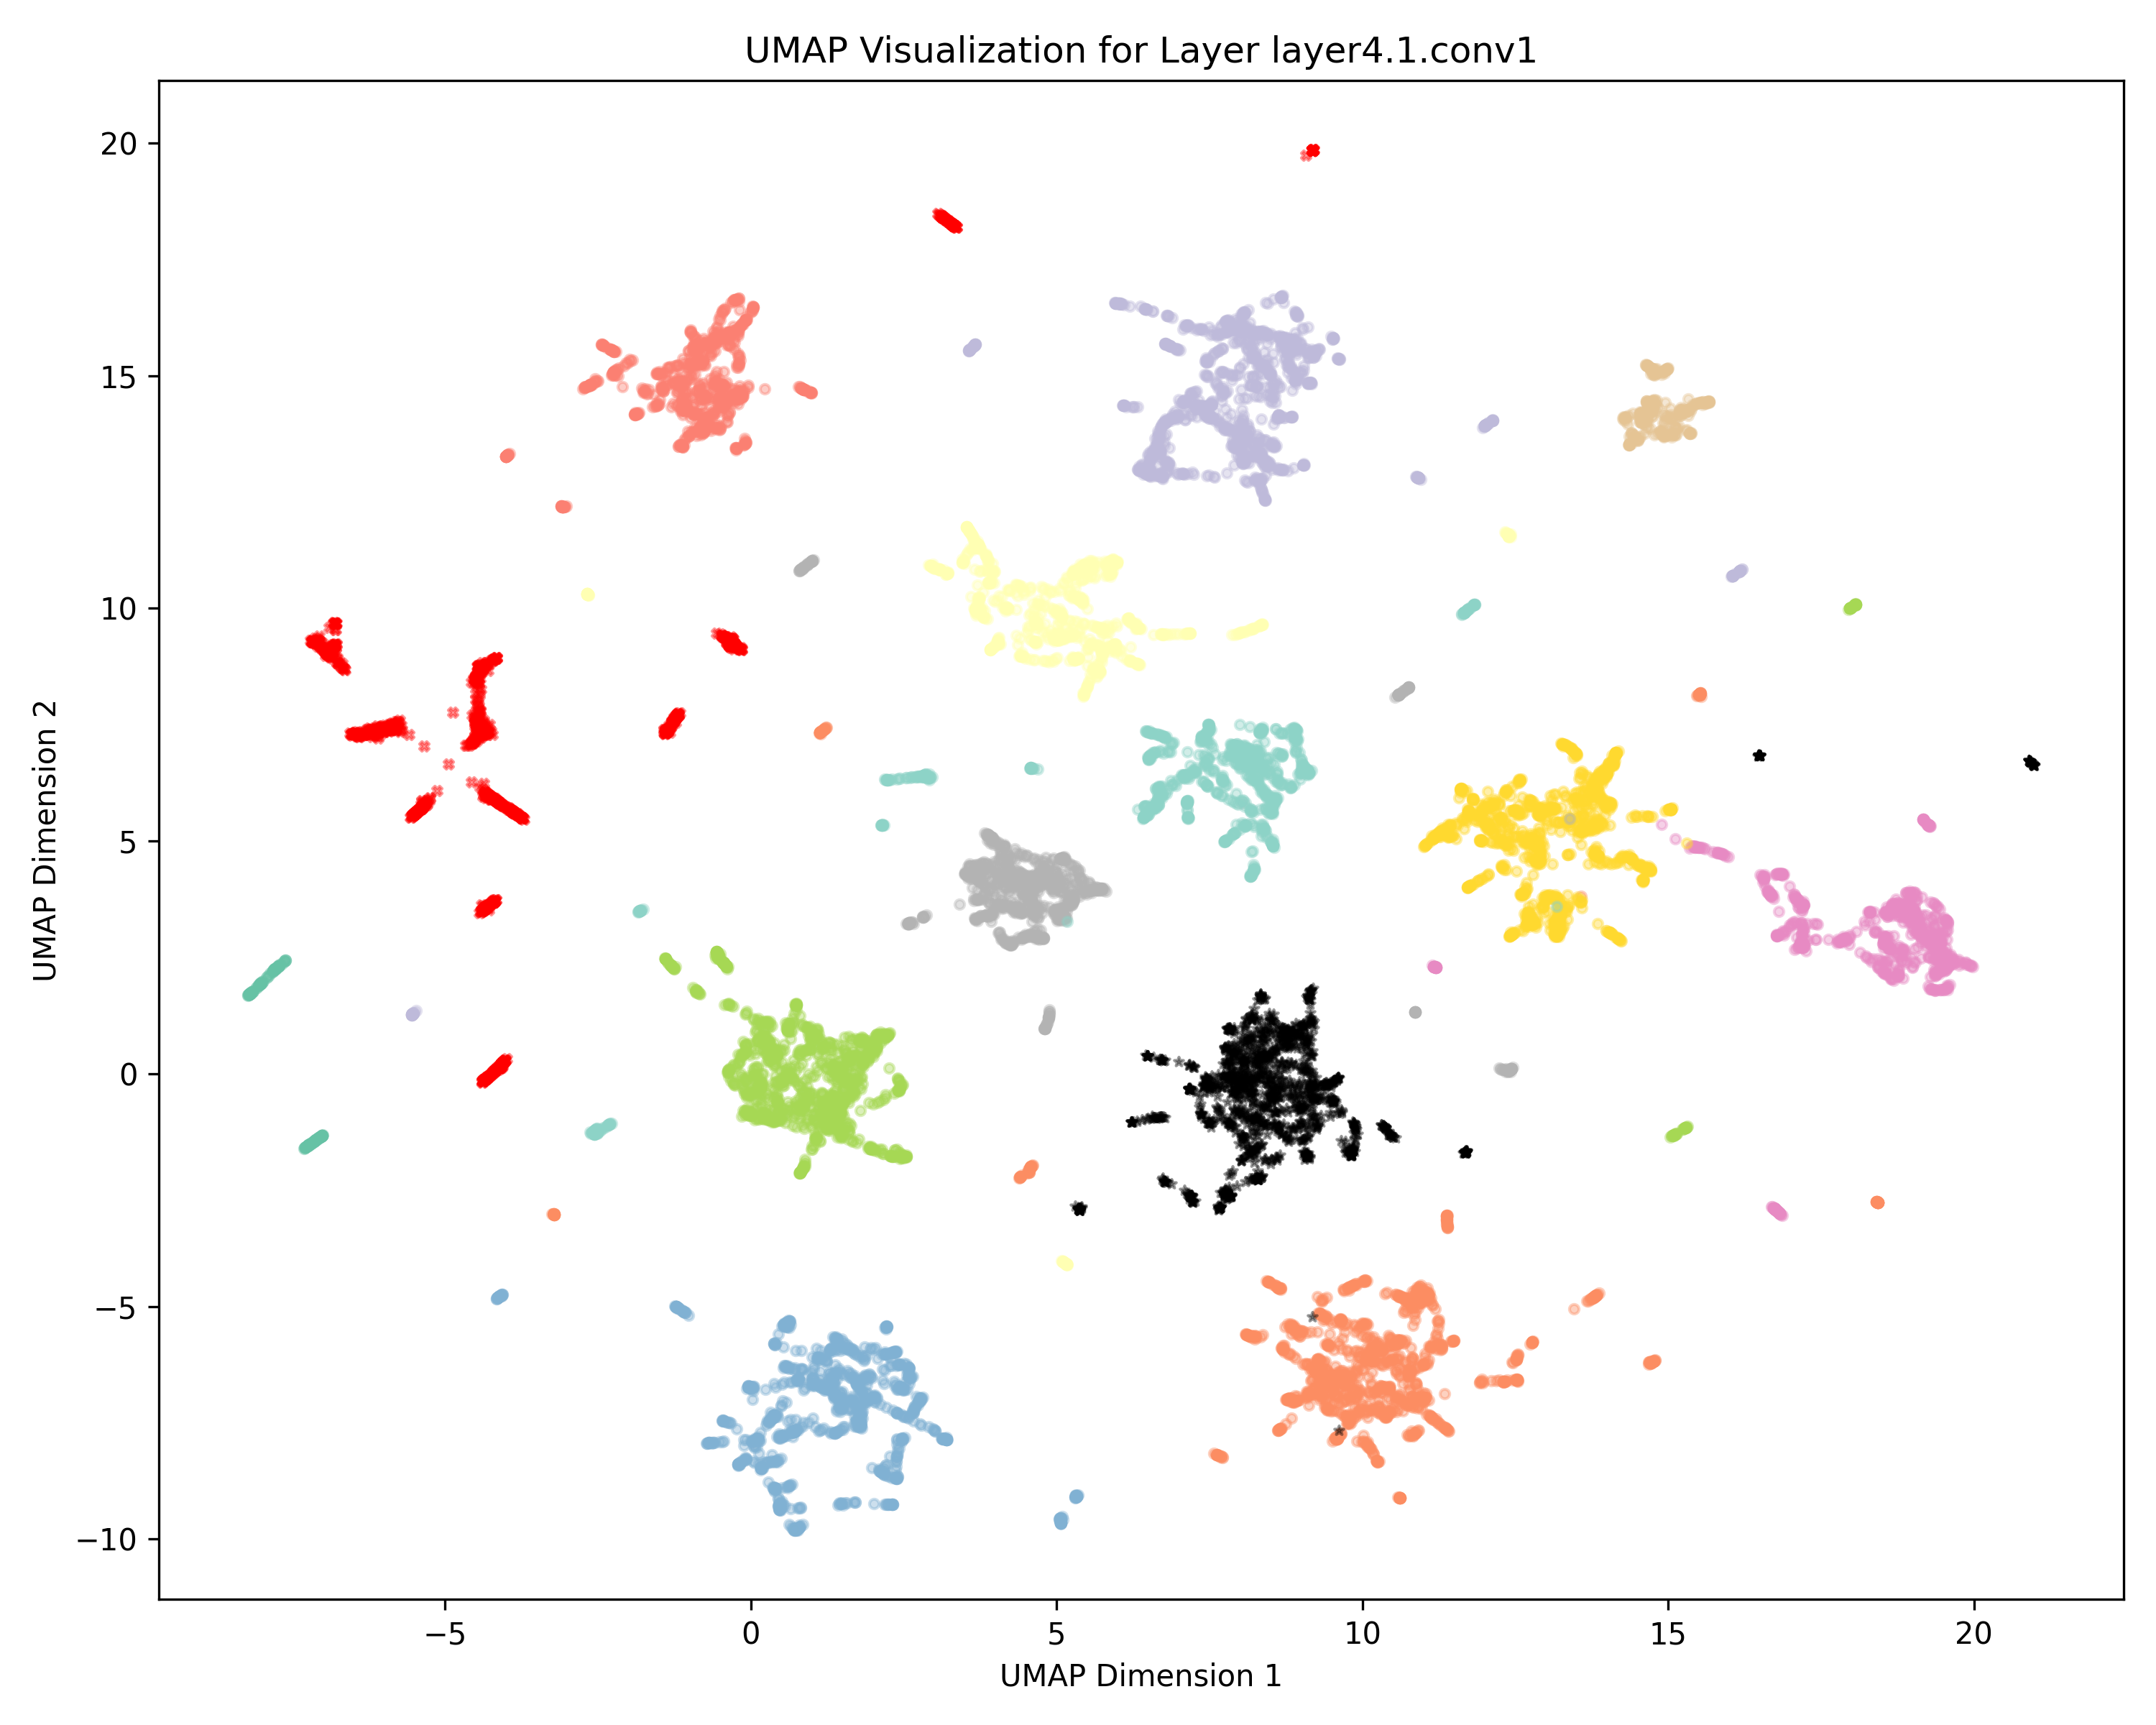 UMAP Visualization for Layer layer4.1.conv1
20
15
10
5
0
−5
−10
UMAP Dimension 2
−5 0 5 10 15 20
UMAP Dimension 1